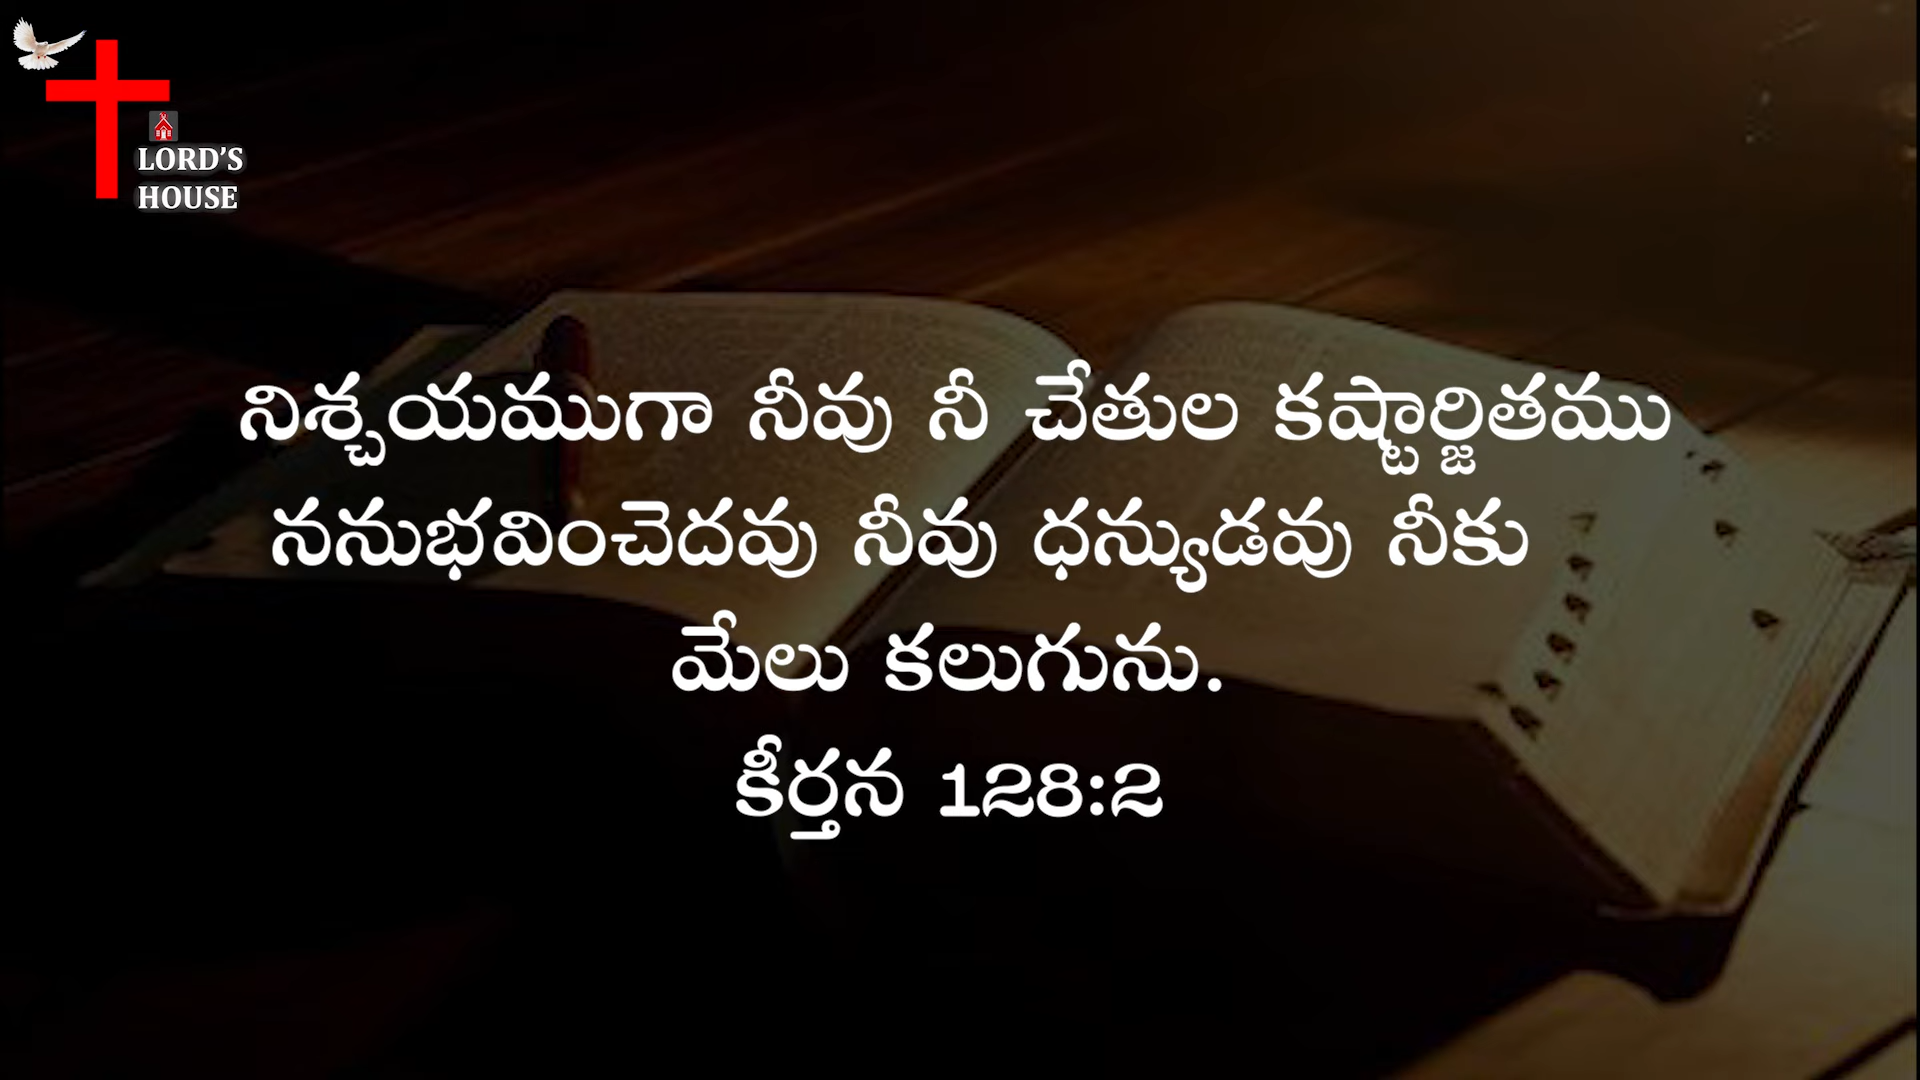 LORD'S
HOUSE
నిశ్చయముగా నీవు నీ చేతుల కష్టార్జితము
ననుభవించెదవు నీవు ధన్యుడవు నీకు
మేలు కలుగును.
కీర్తన 128:2